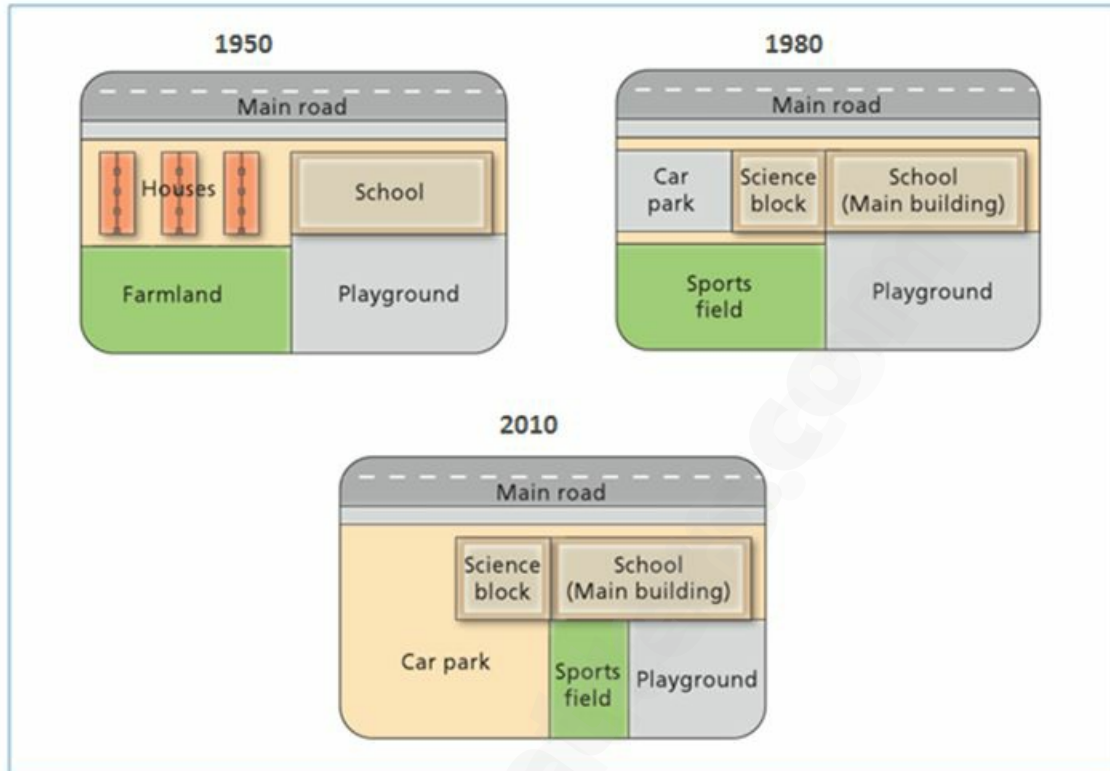 1950
Main road
Houses
School
Farmland
Playground
1980
Main road
Car
park
Science
block
School
(Main building)
Sports
field
Playground
2010
Main road
Science
block
School
(Main building)
Car park
Sports
field
Playground